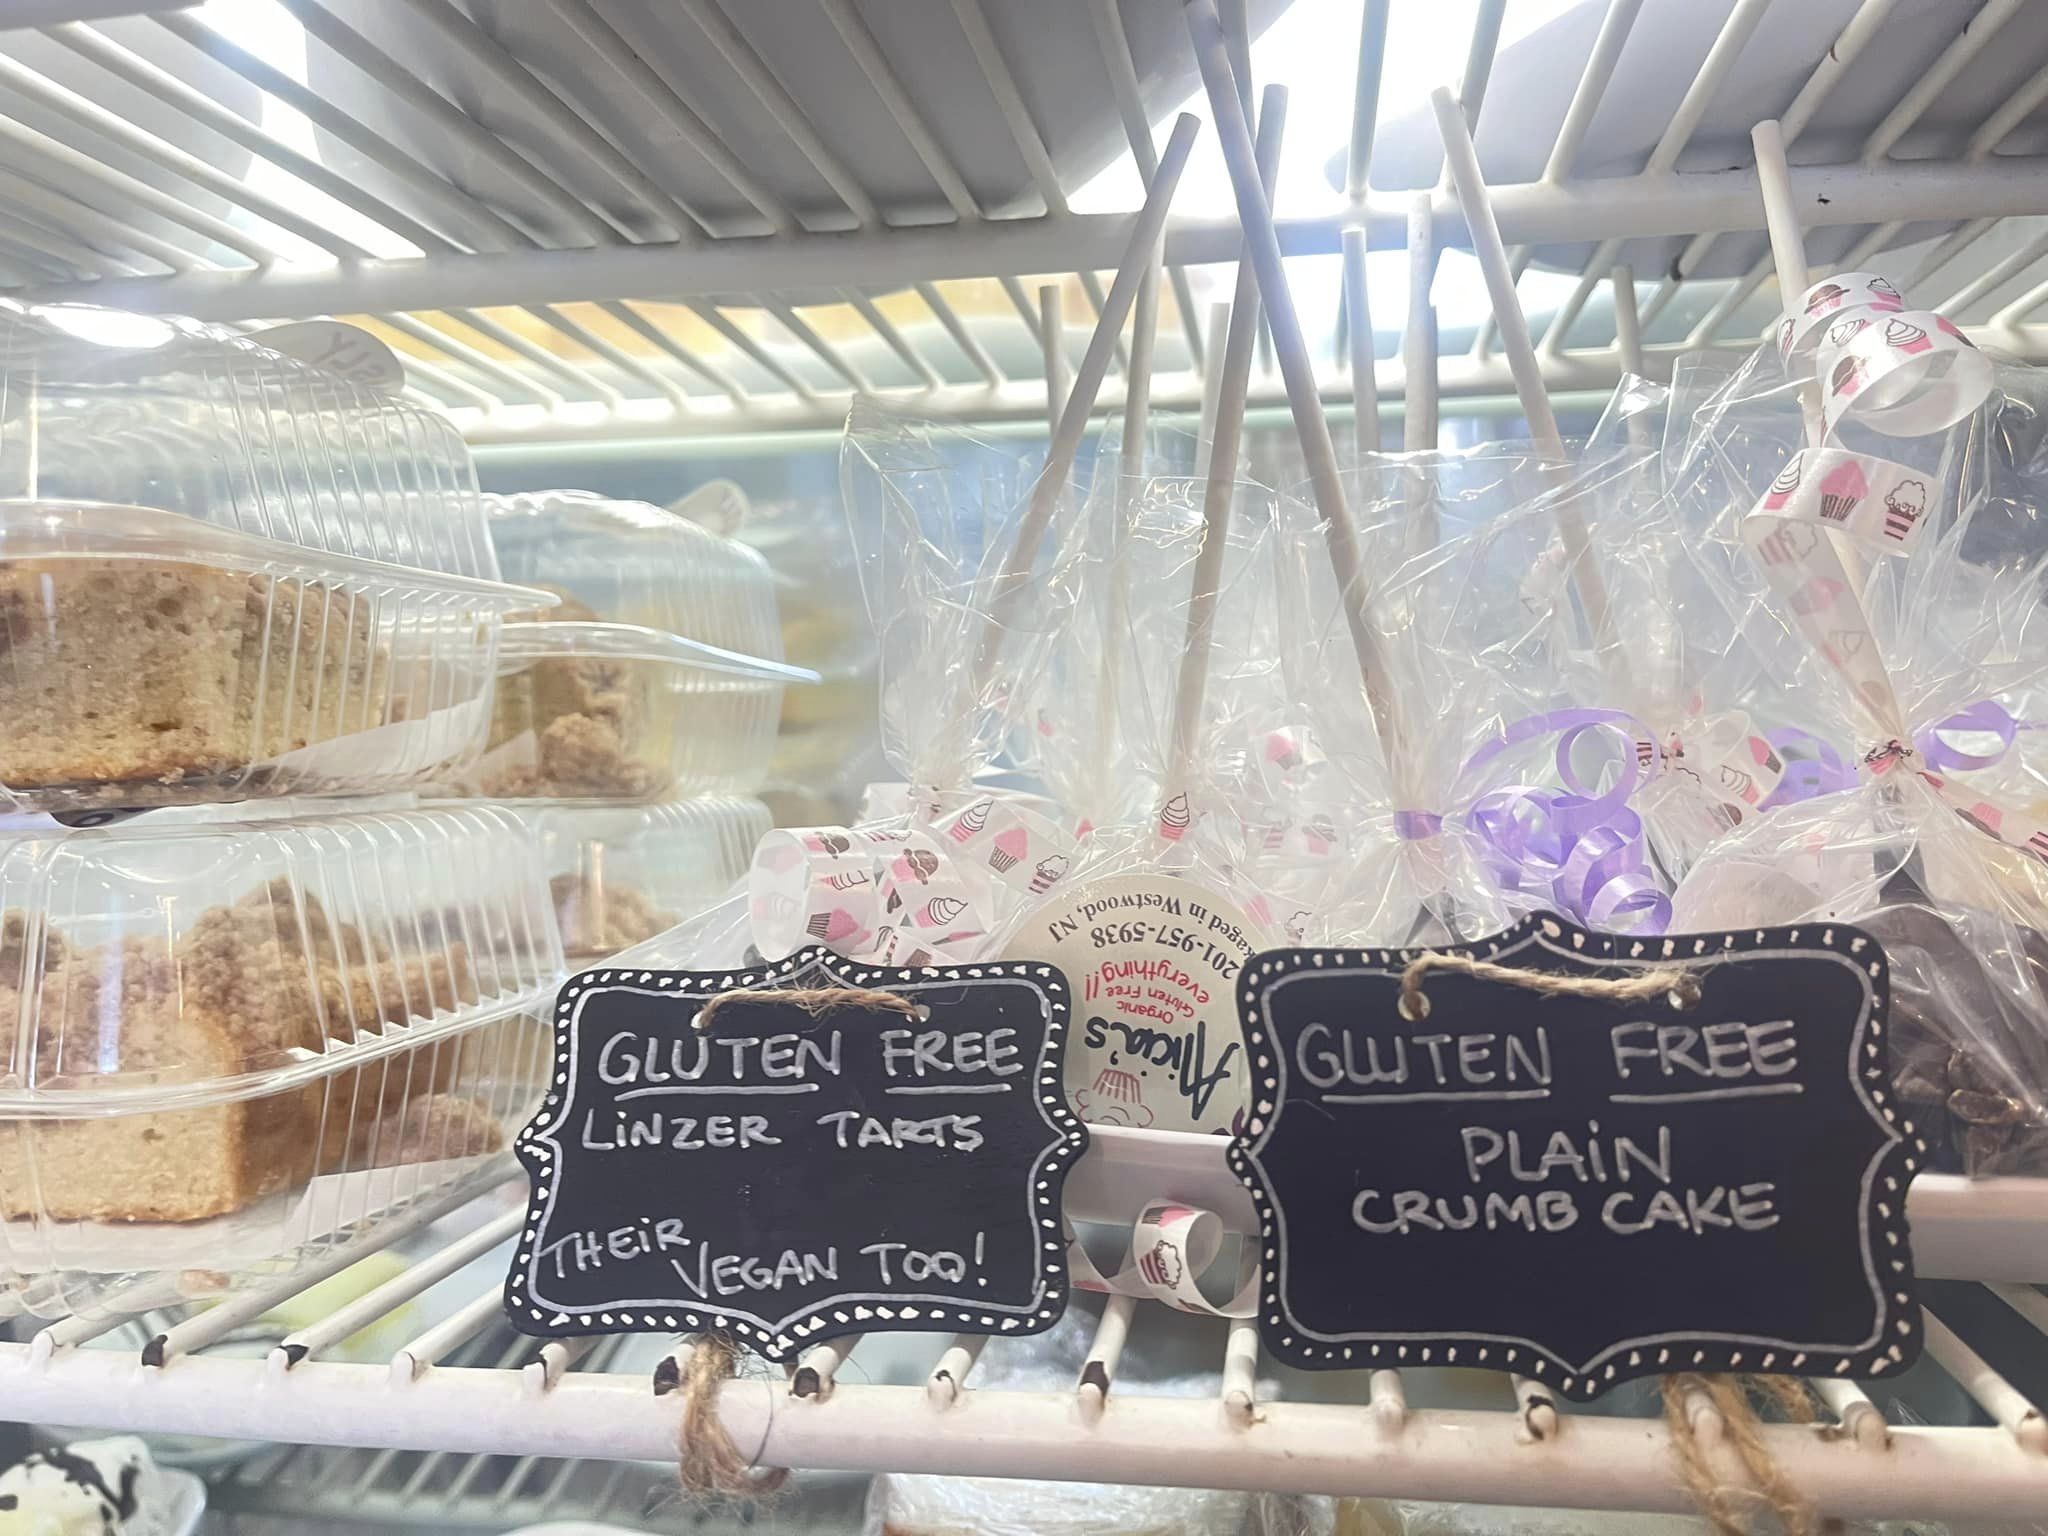 GLUTEN FREE
LiNZER TARTS
THEiR
VEGAN TOO!
Alicia's
Organic
Gluten Free
everything!!
201-957-5938
in Westwood, NJ
GLUTEN FREE
PLAiN
CRUMB CAKE